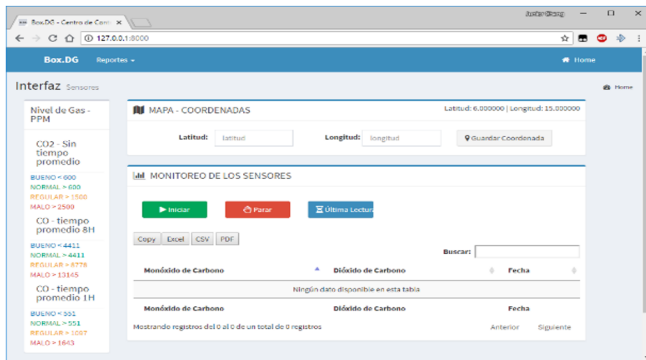 Box.DG - Centro de Com
127.0.0.1:8000
Box.DG Reportes Home
Interfaz Sensores Home
Nivel de Gas - PPM
CO2 - Sin tiempo promedio
BUENO < 600
NORMAL > 600
REGULAR > 1500
MALO > 2500
CO - tiempo promedio 8H
BUENO < 4411
NORMAL > 4411
REGULAR > 8778
MALO > 13145
CO - tiempo promedio 1H
BUENO < 551
NORMAL > 551
REGULAR > 1097
MALO > 1643
MAPA - COORDENADAS Latitud: 0.000000 | Longitud: 15.000000
Latitud: latitud Longitud: longitud Guardar Coordenada
MONITOREO DE LOS SENSORES
Iniciar Parar Última Lectura
Copy Excel CSV PDF
Buscar:
Monóxido de Carbono Dióxido de Carbono Fecha
Ningún dato disponible en esta tabla
Monóxido de Carbono Dióxido de Carbono Fecha
Mostrando registros del 0 al 0 de un total de 0 registros Anterior Siguiente